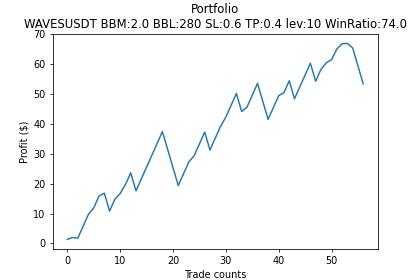 Portfolio
WAVESUSDT BBM:2.0 BBL:280 SL:0.6 TP:0.4 lev:10 WinRatio:74.0
70
60
50
40
30
20
10
0
Profit ($)
0 10 20 30 40 50
Trade counts